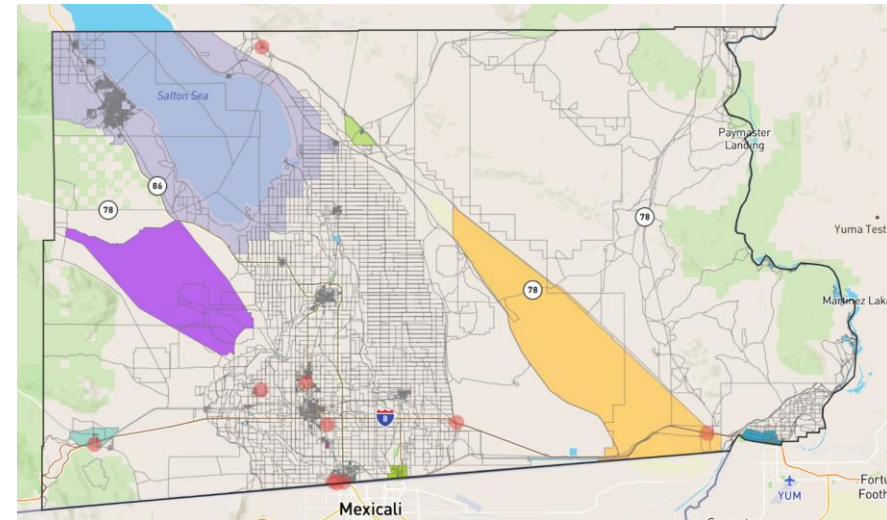 Salton Sea
Paymaster
Landing
86
78
78
Yuma Test
78
Martinez Lake
8
YUM
Fortu
Footh
Mexicali